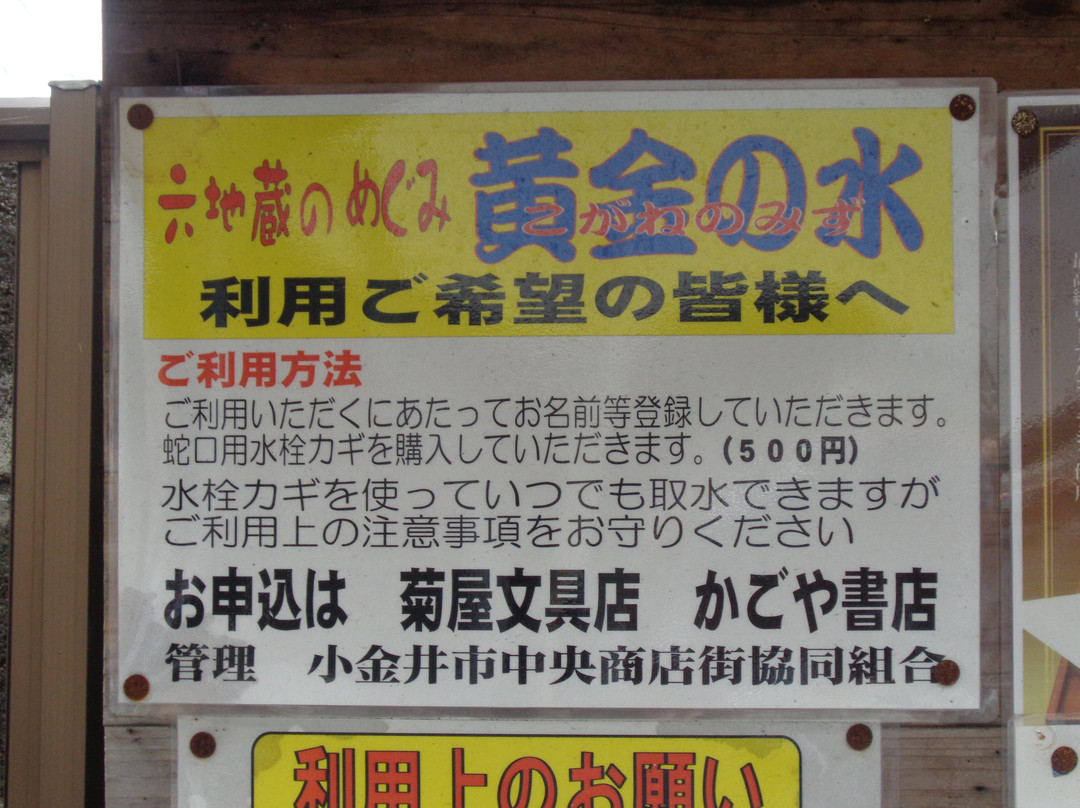 六地蔵のめぐみ 黄金の水
こがねのみず
利用ご希望の皆様へ
ご利用方法
ご利用いただくにあたってお名前等登録していただきます。
蛇口用水栓カギを購入していただきます。(500円)
水栓カギを使っていつでも取水できますが
ご利用上の注意事項をお守りください
お申込は 菊屋文具店 かごや書店
管理 小金井市中央商店街協同組合
利用上のお願い